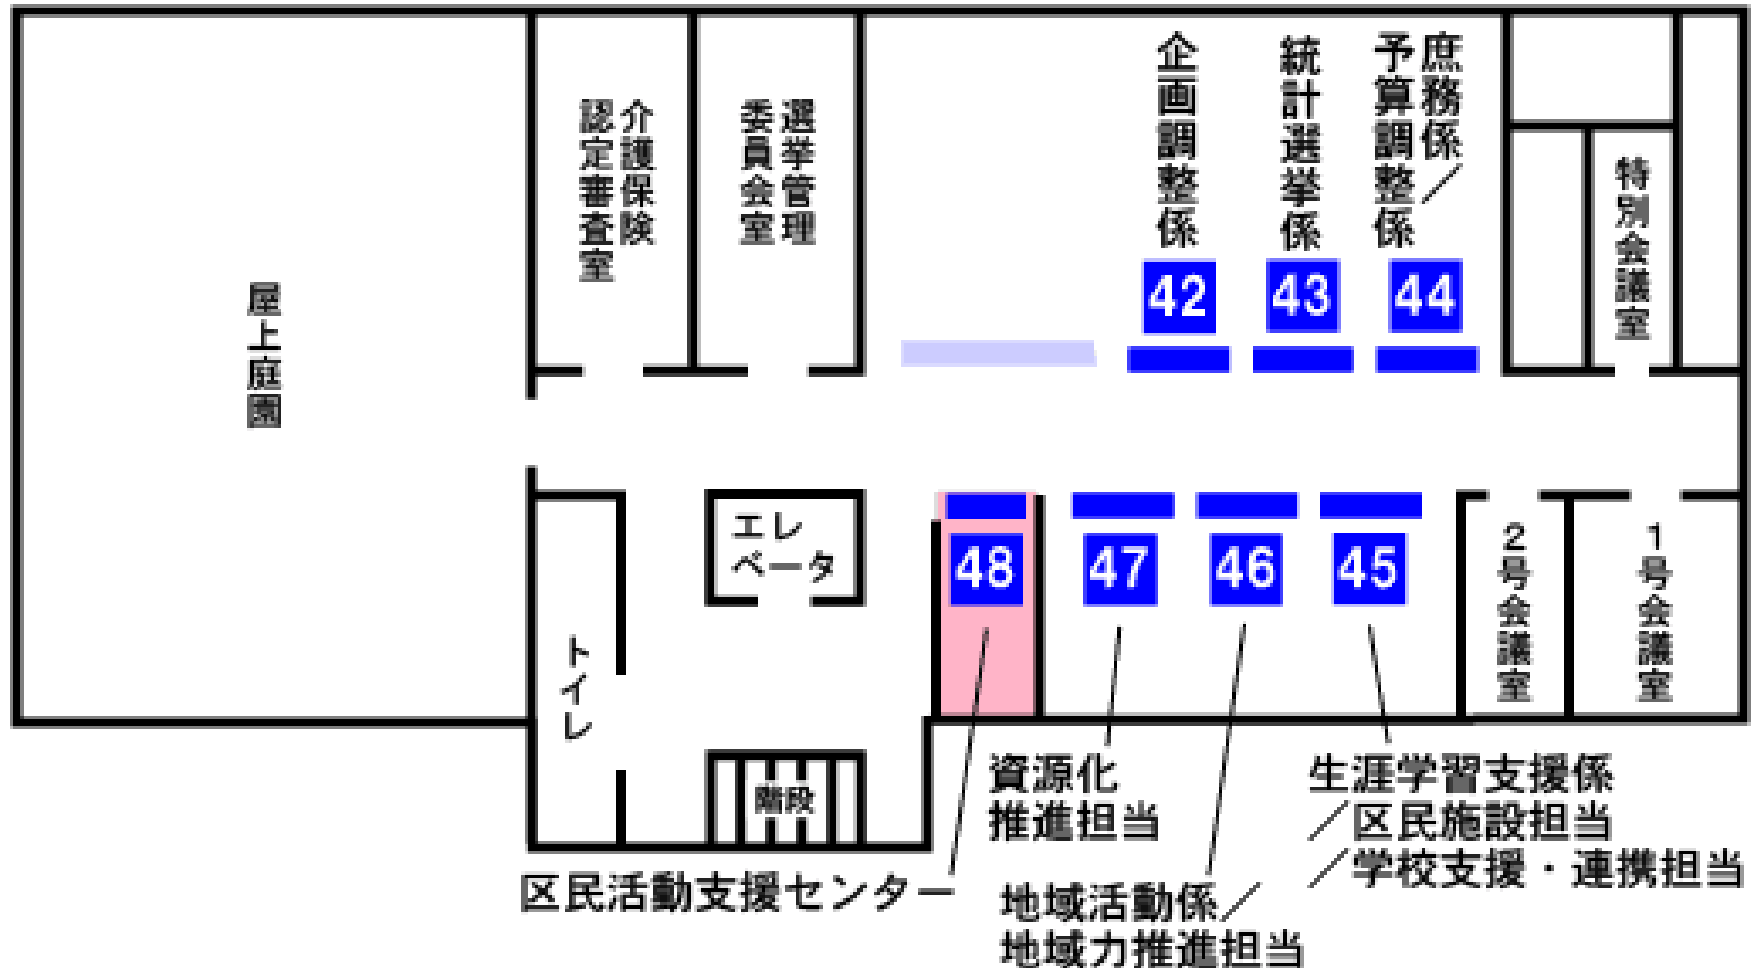 屋上庭園
介護保険
認定審査室
選挙管理
委員会室
企画調整係
統計選挙係
庶務係／
予算調整係
特別会議室
42
43
44
エレ
ベータ
トイレ
階段
48
47
46
45
2号会議室
1号会議室
区民活動支援センター
資源化
推進担当
地域活動係／
地域力推進担当
生涯学習支援係
／区民施設担当
／学校支援・連携担当